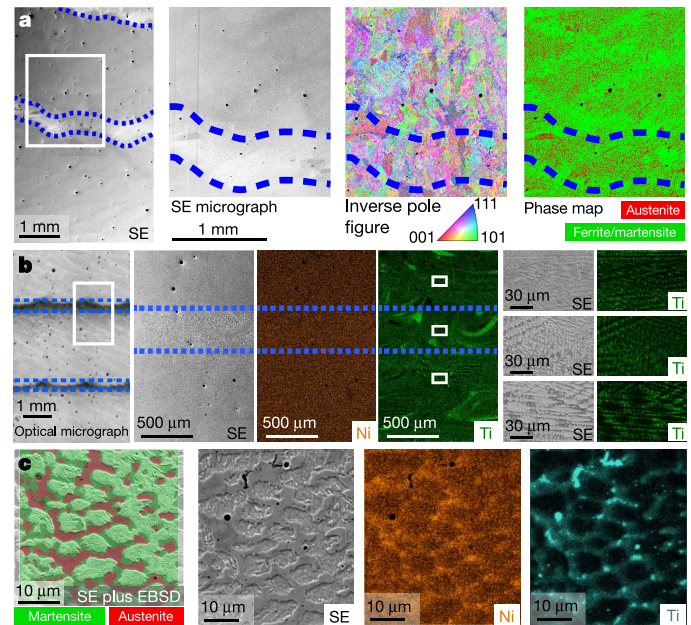 a
1 mm
SE
SE micrograph
1 mm
Inverse pole
figure
111
001
101
Phase map
Austenite
Ferrite/martensite
b
1 mm
Optical micrograph
500 μm
SE
500 μm
Ni
500 μm
Ti
30 μm
SE
Ti
30 μm
SE
Ti
30 μm
SE
Ti
c
SE plus EBSD
10 μm
Martensite
Austenite
10 μm
SE
10 μm
Ni
10 μm
Ti